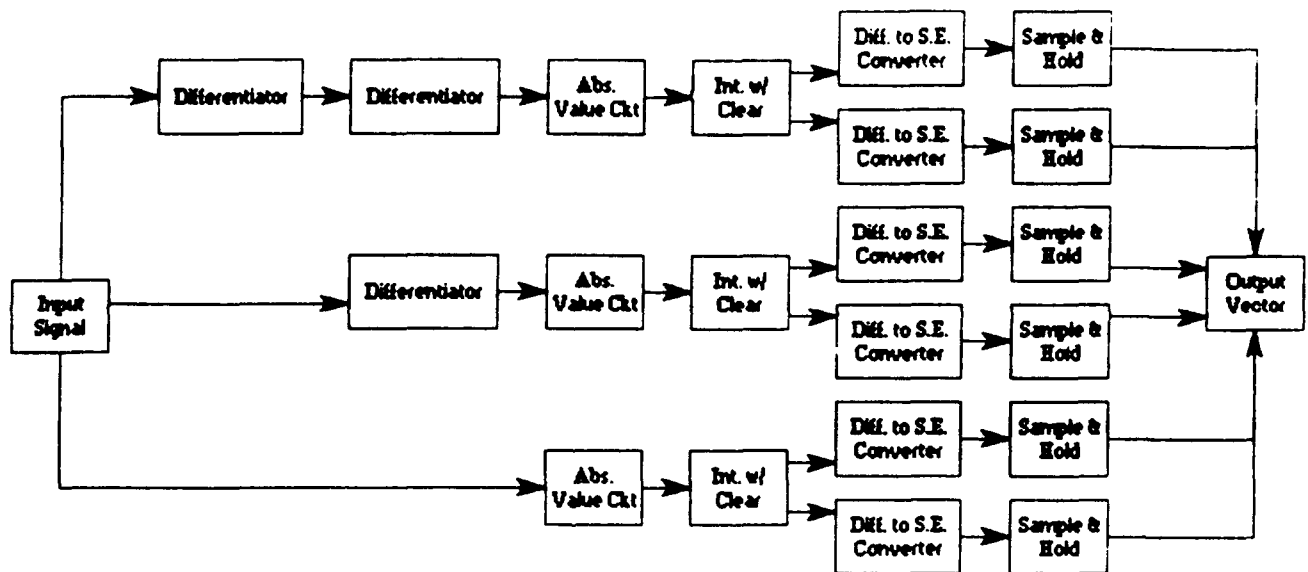 Diff. to S.E.
Converter
Sample &
Hold
Differentiator
Differentiator
Abs.
Value Ckt
Int. w/
Clear
Diff. to S.E.
Converter
Sample &
Hold
Input
Signal
Differentiator
Abs.
Value Ckt
Int. w/
Clear
Diff. to S.E.
Converter
Sample &
Hold
Diff. to S.E.
Converter
Sample &
Hold
Output
Vector
Abs.
Value Ckt
Int. w/
Clear
Diff. to S.E.
Converter
Sample &
Hold
Diff. to S.E.
Converter
Sample &
Hold